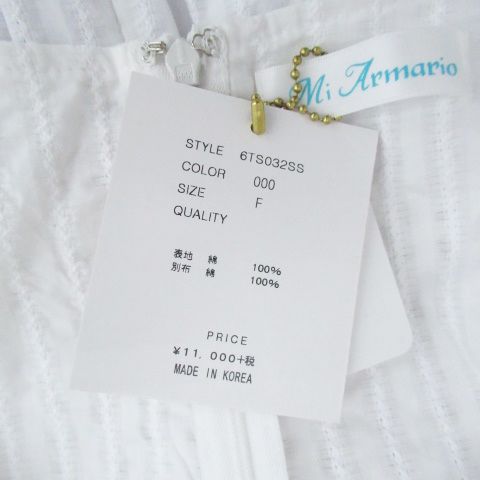 Mi Armario
STYLE 6TS032SS
COLOR 000
SIZE F
QUALITY
表地 綿 100%
別布 綿 100%
PRICE
¥11,000+税
MADE IN KOREA